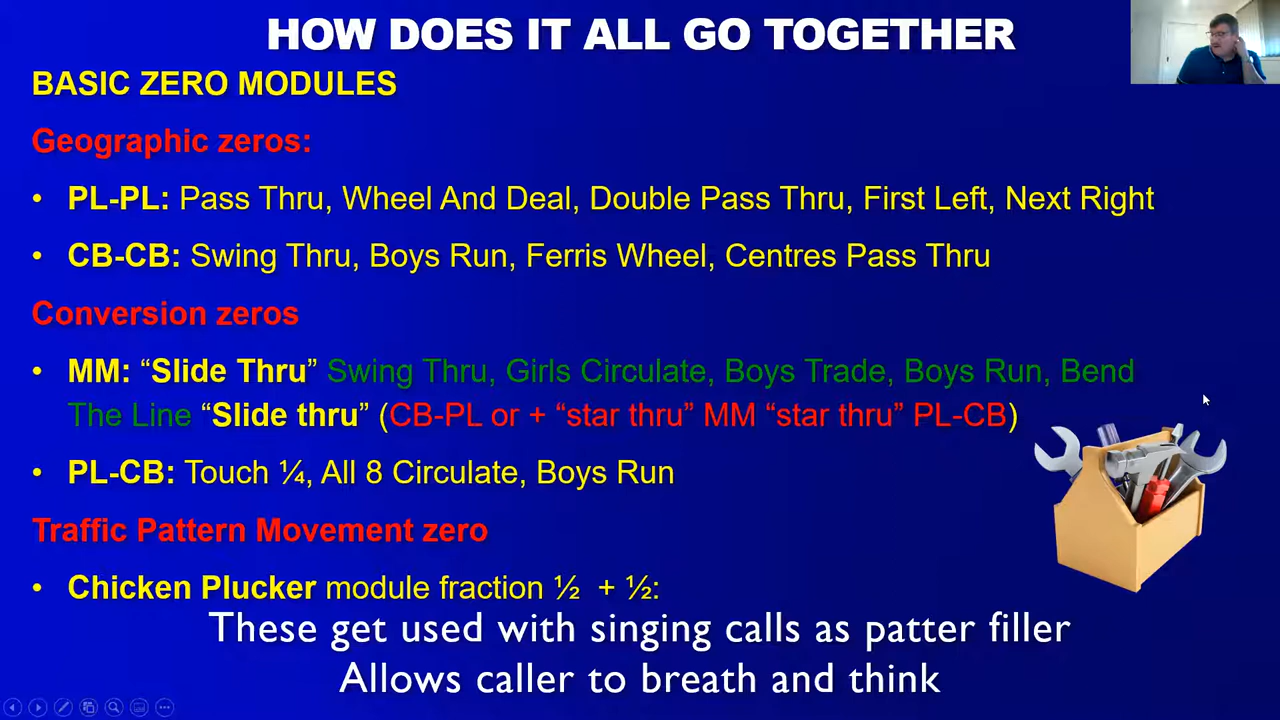 HOW DOES IT ALL GO TOGETHER
BASIC ZERO MODULES
Geographic zeros:
• PL-PL: Pass Thru, Wheel And Deal, Double Pass Thru, First Left, Next Right
• CB-CB: Swing Thru, Boys Run, Ferris Wheel, Centres Pass Thru
Conversion zeros
• MM: “Slide Thru” Swing Thru, Girls Circulate, Boys Trade, Boys Run, Bend
The Line “Slide thru” (CB-PL or + “star thru” MM “star thru” PL-CB)
• PL-CB: Touch ¼, All 8 Circulate, Boys Run
Traffic Pattern Movement zero
• Chicken Plucker module fraction ½ + ½:
These get used with singing calls as patter filler
Allows caller to breath and think